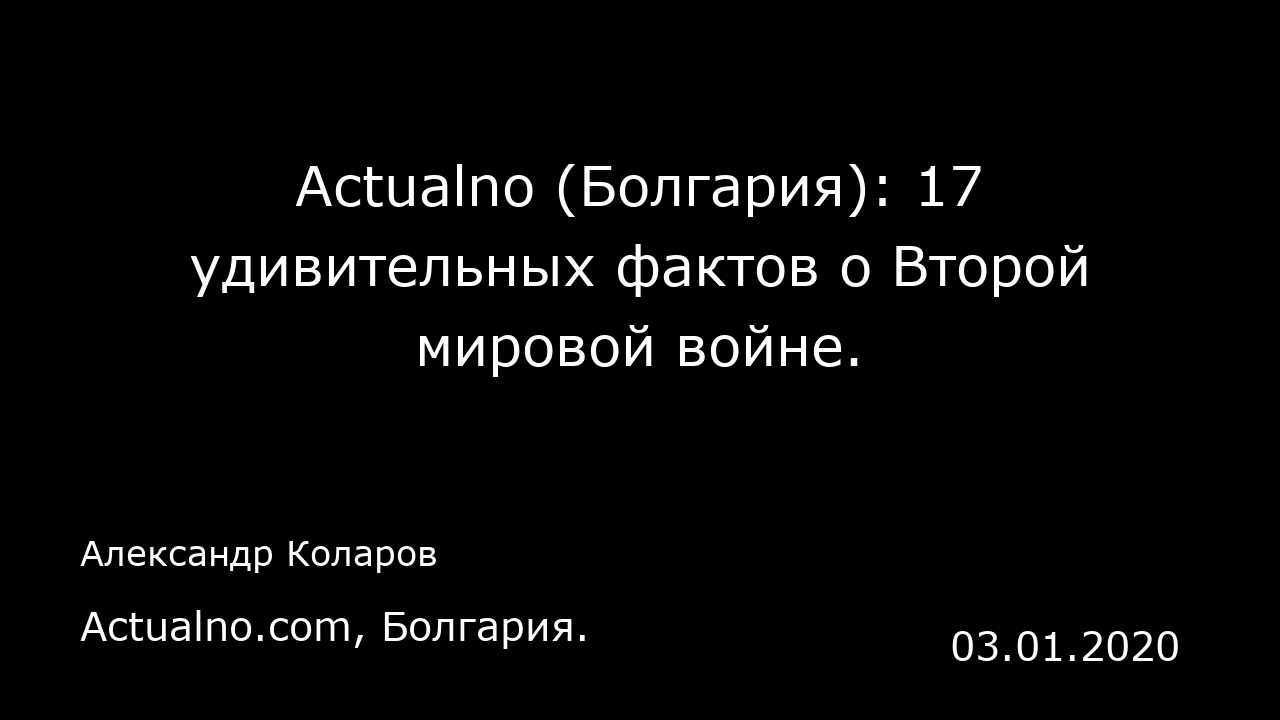 Actualno (Болгария): 17
удивительных фактов о Второй
мировой войне.
Александр Коларов
Actualno.com, Болгария.
03.01.2020